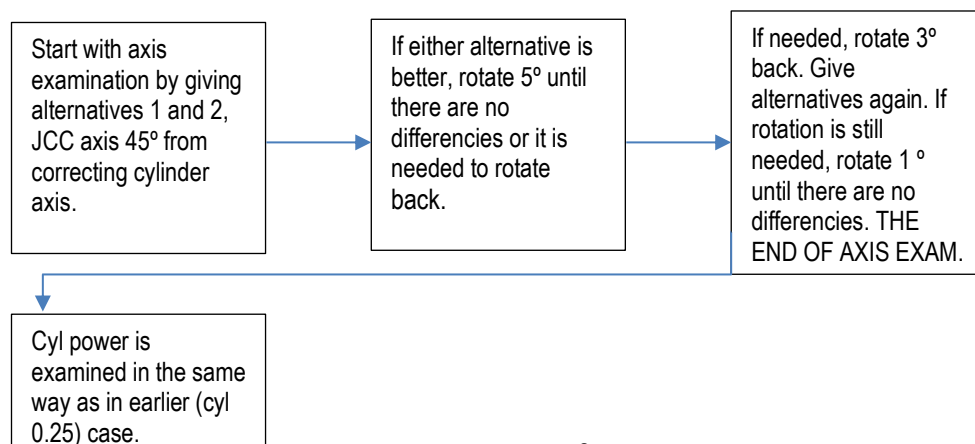 Start with axis
examination by giving
alternatives 1 and 2,
JCC axis 45º from
correcting cylinder
axis.
If either alternative is
better, rotate 5º until
there are no
differencies or it is
needed to rotate
back.
If needed, rotate 3º
back. Give
alternatives again. If
rotation is still
needed, rotate 1 º
until there are no
differencies. THE
END OF AXIS EXAM.
Cyl power is
examined in the same
way as in earlier (cyl
0.25) case.